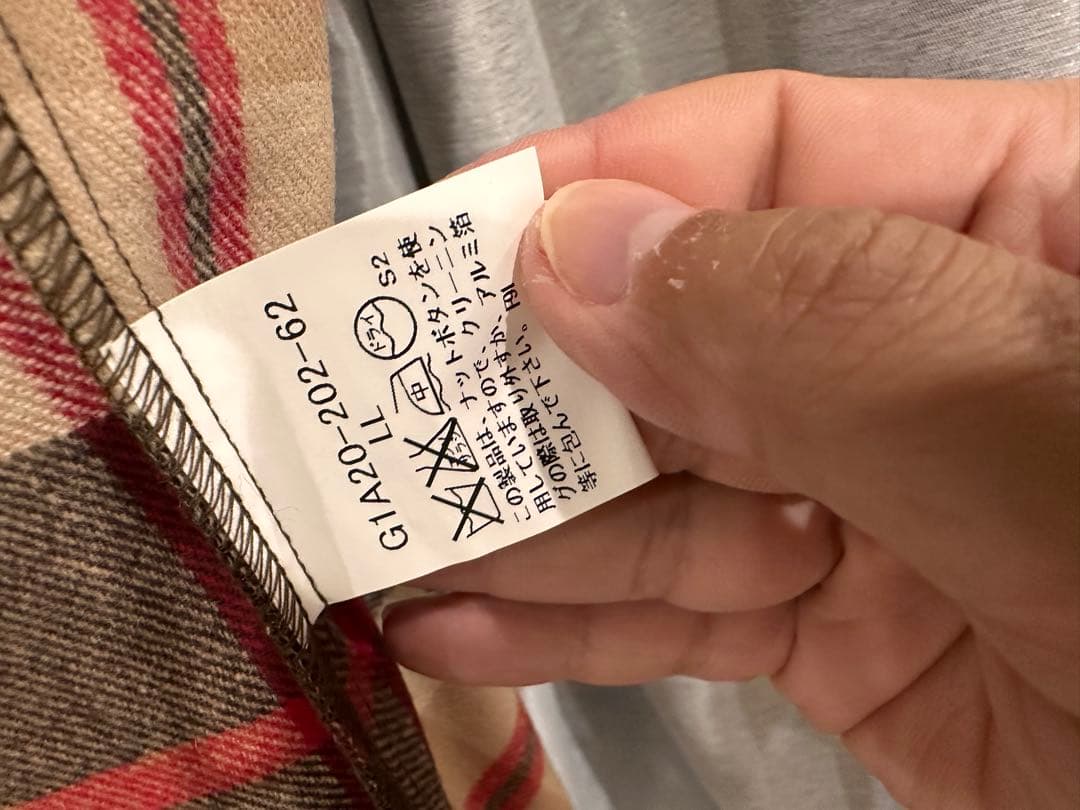 G1A20-202-62
LL
中 ドライ S2
この製品は、ナットボタンを使
用していますので、クリーニン
グの際は取り外すか、アルミ箔
等に包んで下さい。